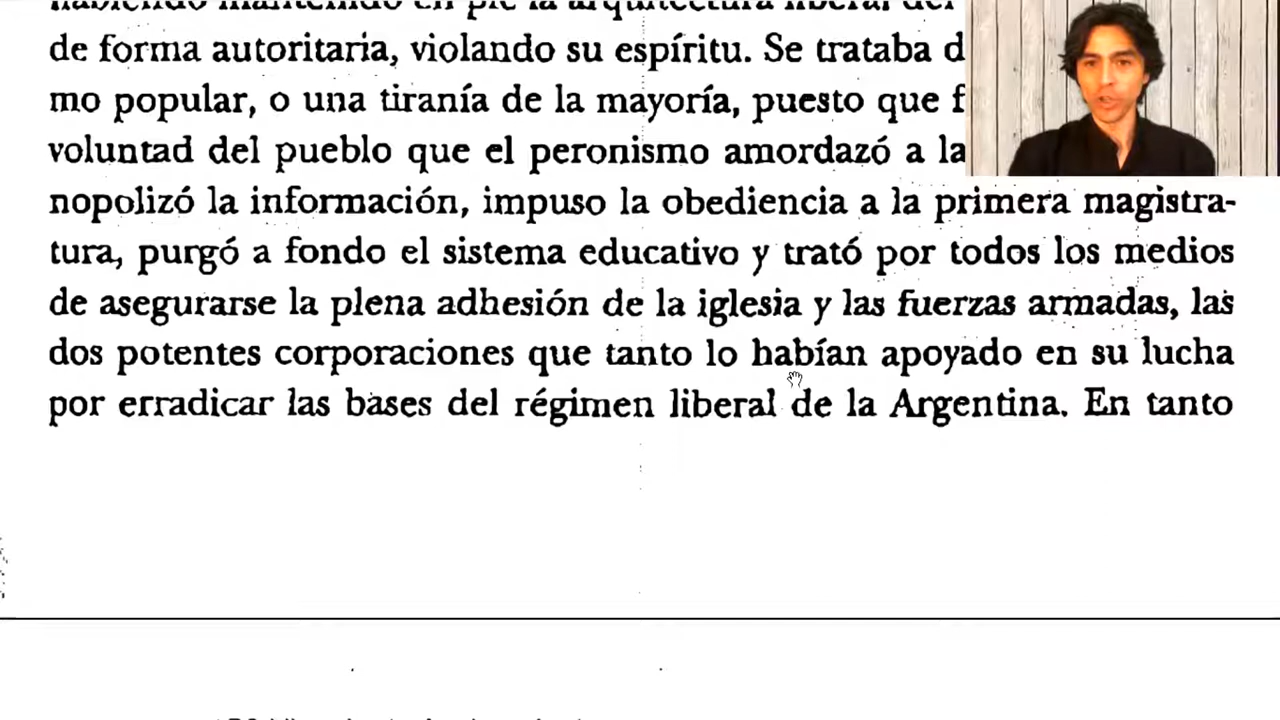 de forma autoritaria, violando su espíritu. Se trataba
mo popular, o una tiranía de la mayoría, puesto que
voluntad del pueblo que el peronismo amordazó a la
nopolizó la información, impuso la obediencia a la primera magistra-
tura, purgó a fondo el sistema educativo y trató por todos los medios
de asegurarse la plena adhesión de la iglesia y las fuerzas armadas, las
dos potentes corporaciones que tanto lo habían apoyado en su lucha
por erradicar las bases del régimen liberal de la Argentina. En tanto